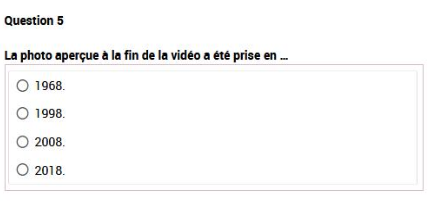 Question 5
La photo aperçue à la fin de la vidéo a été prise en ...
1968.
1998.
2008.
2018.